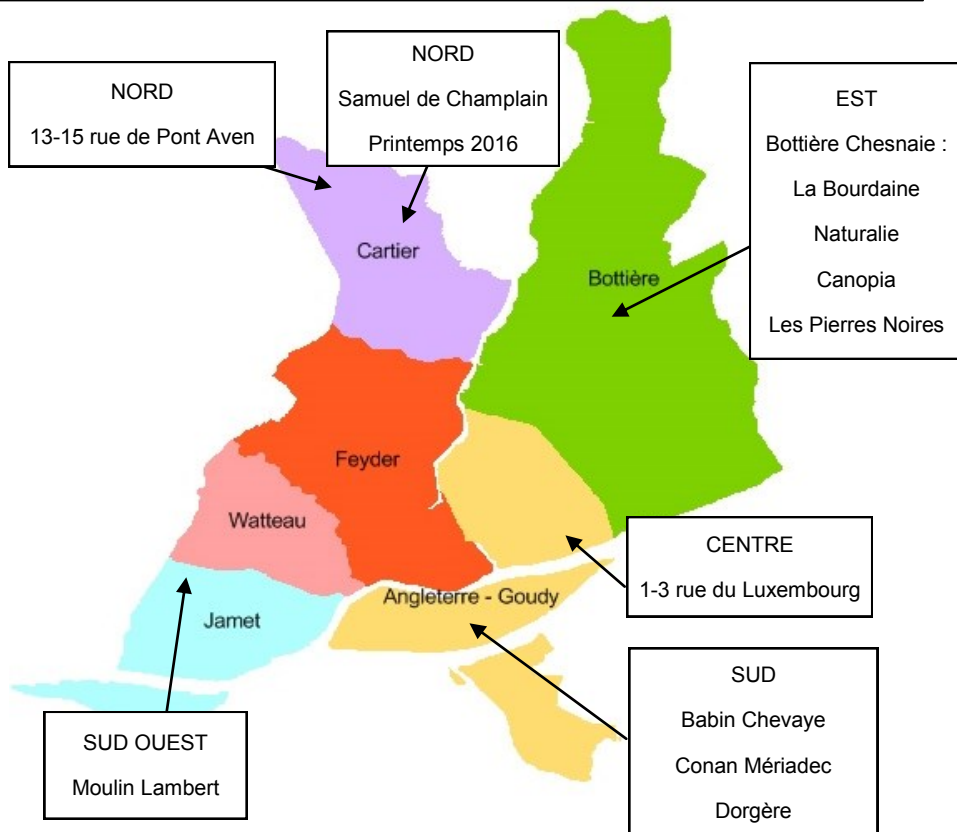 NORD
13-15 rue de Pont Aven
NORD
Samuel de Champlain
Printemps 2016
EST
Bottière Chesnaie :
La Bourdaine
Naturalie
Canopia
Les Pierres Noires
Cartier
Bottière
Feyder
Watteau
CENTRE
1-3 rue du Luxembourg
Angleterre - Goudy
Jamet
SUD
Babin Chevaye
Conan Mériadec
Dorgère
SUD OUEST
Moulin Lambert